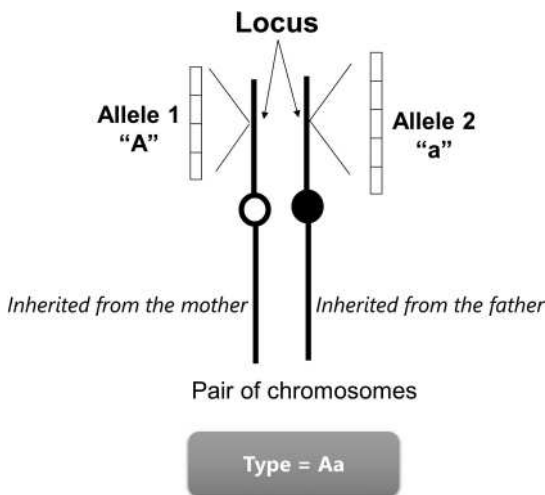 Locus
Allele 1
“A”
Allele 2
“a”
Inherited from the mother
Inherited from the father
Pair of chromosomes
Type = Aa